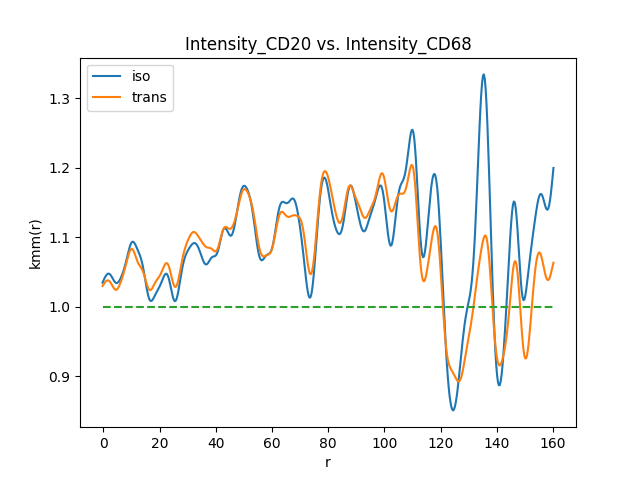 Intensity_CD20 vs. Intensity_CD68
iso
trans
kmm(r)
1.3
1.2
1.1
1.0
0.9
0 20 40 60 80 100 120 140 160
r